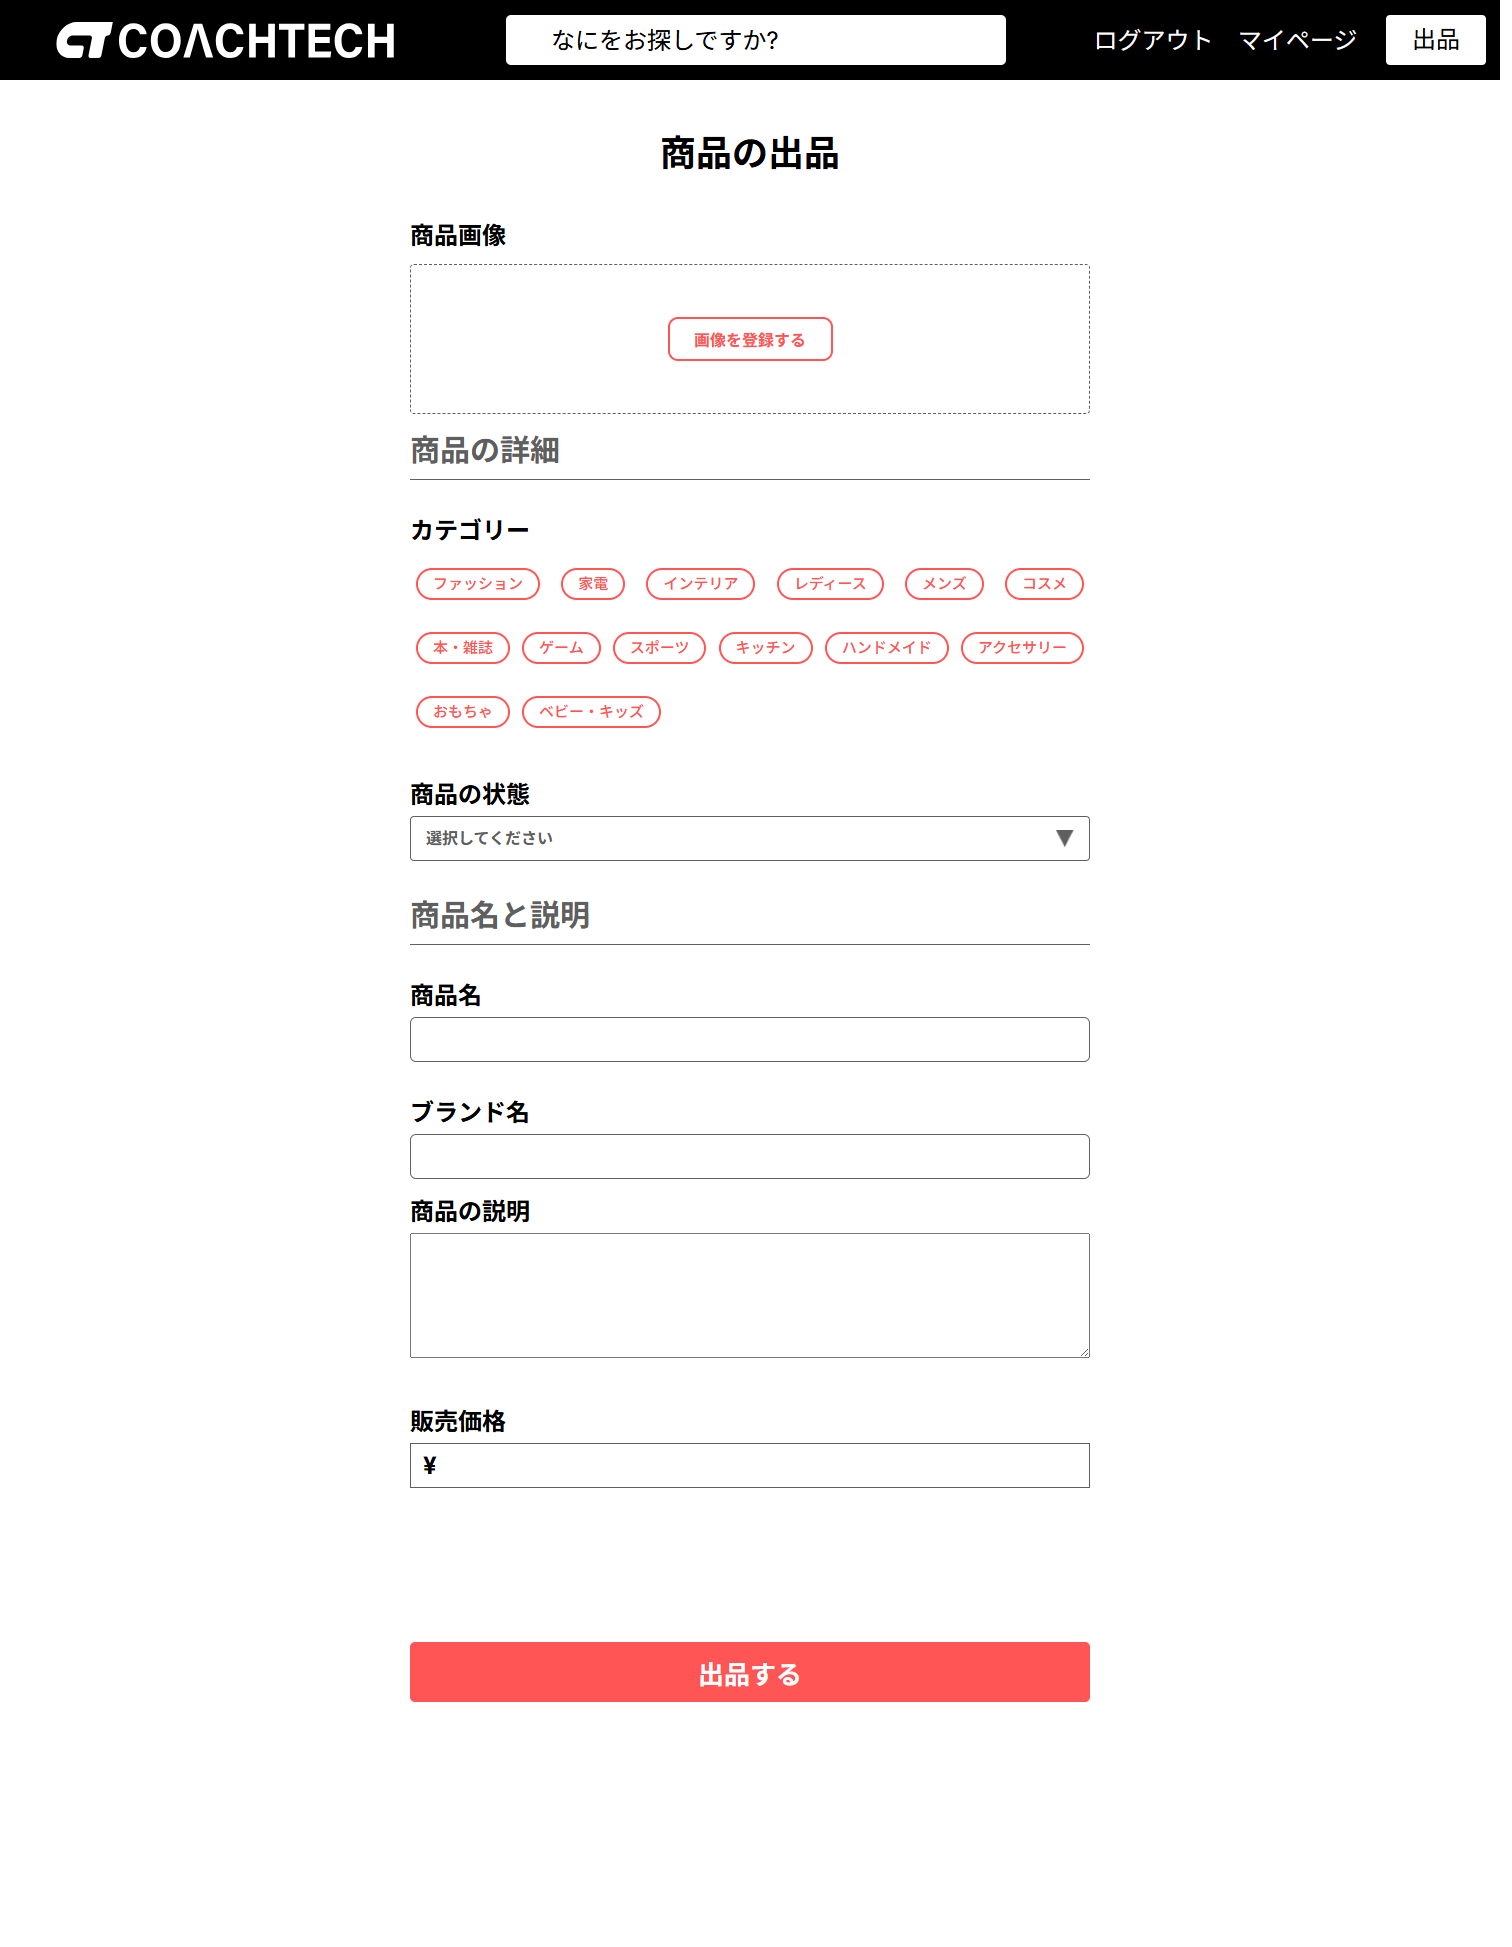 COACHTECH なにをお探しですか? ログアウト マイページ 出品
商品の出品
商品画像
画像を登録する
商品の詳細
カテゴリー
ファッション 家電 インテリア レディース メンズ コスメ
本・雑誌 ゲーム スポーツ キッチン ハンドメイド アクセサリー
おもちゃ ベビー・キッズ
商品の状態
選択してください
商品名と説明
商品名
ブランド名
商品の説明
販売価格
¥
出品する